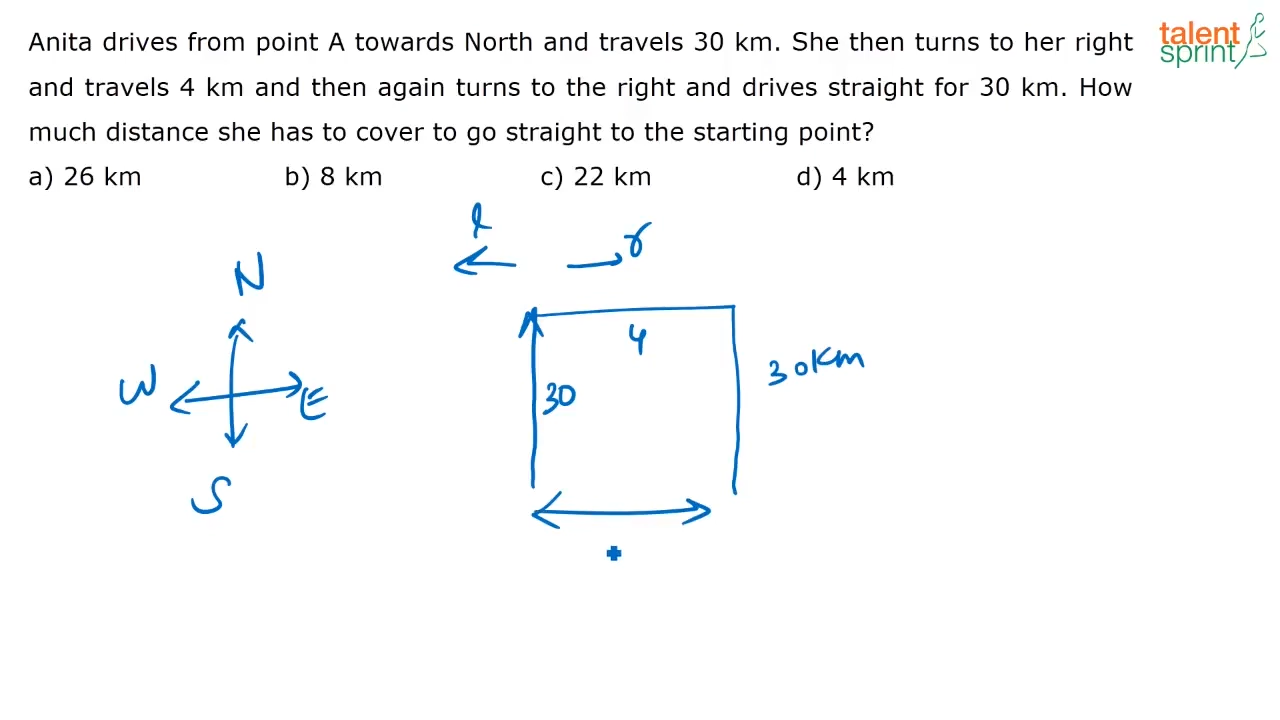 talent
sprint
Anita drives from point A towards North and travels 30 km. She then turns to her right
and travels 4 km and then again turns to the right and drives straight for 30 km. How
much distance she has to cover to go straight to the starting point?
a) 26 km b) 8 km c) 22 km d) 4 km
l
r
N
4
30km
W
E
30
S